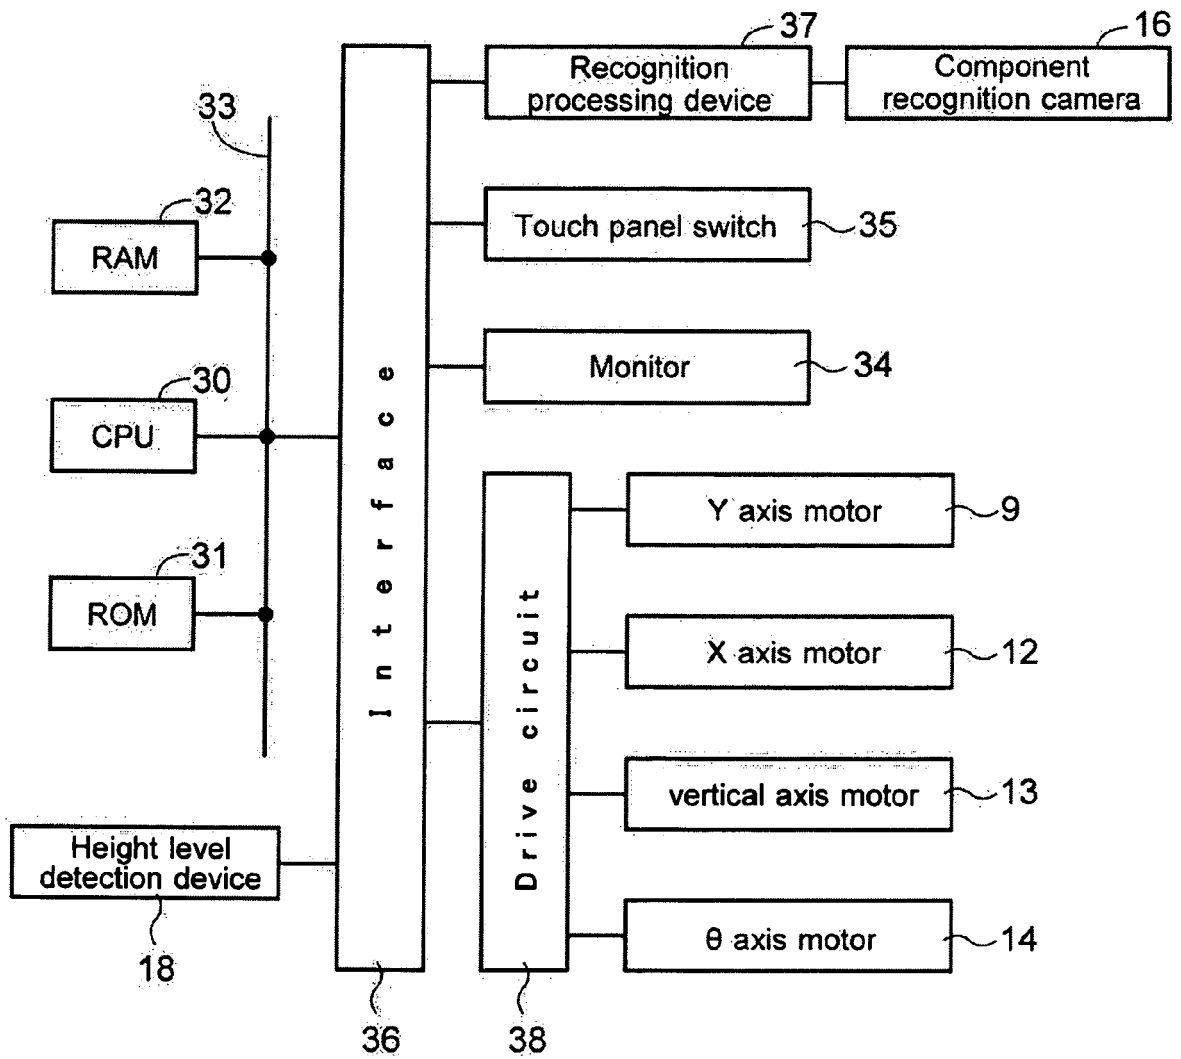 37
16
Recognition
processing device
Component
recognition camera
33
32
RAM
Touch panel switch
35
30
CPU
Monitor
34
Interface
31
ROM
Y axis motor
9
X axis motor
12
Drive circuit
vertical axis motor
13
Height level
detection device
18
θ axis motor
14
36
38